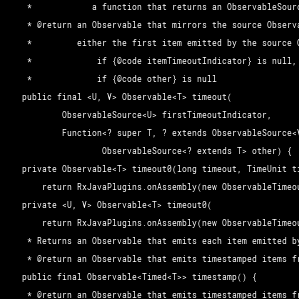 *            a function that returns an ObservableSourc
* @return an Observable that mirrors the source Observa
*         either the first item emitted by the source O
*             if {@code itemTimeoutIndicator} is null,
*             if {@code other} is null
public final <U, V> Observable<T> timeout(
ObservableSource<U> firstTimeoutIndicator,
Function<? super T, ? extends ObservableSource<V
ObservableSource<? extends T> other) {
private Observable<T> timeout0(long timeout, TimeUnit ti
return RxJavaPlugins.onAssembly(new ObservableTimeou
private <U, V> Observable<T> timeout0(
return RxJavaPlugins.onAssembly(new ObservableTimeou
* Returns an Observable that emits each item emitted by
* @return an Observable that emits timestamped items fr
public final Observable<Timed<T>> timestamp() {
* @return an Observable that emits timestamped items fr